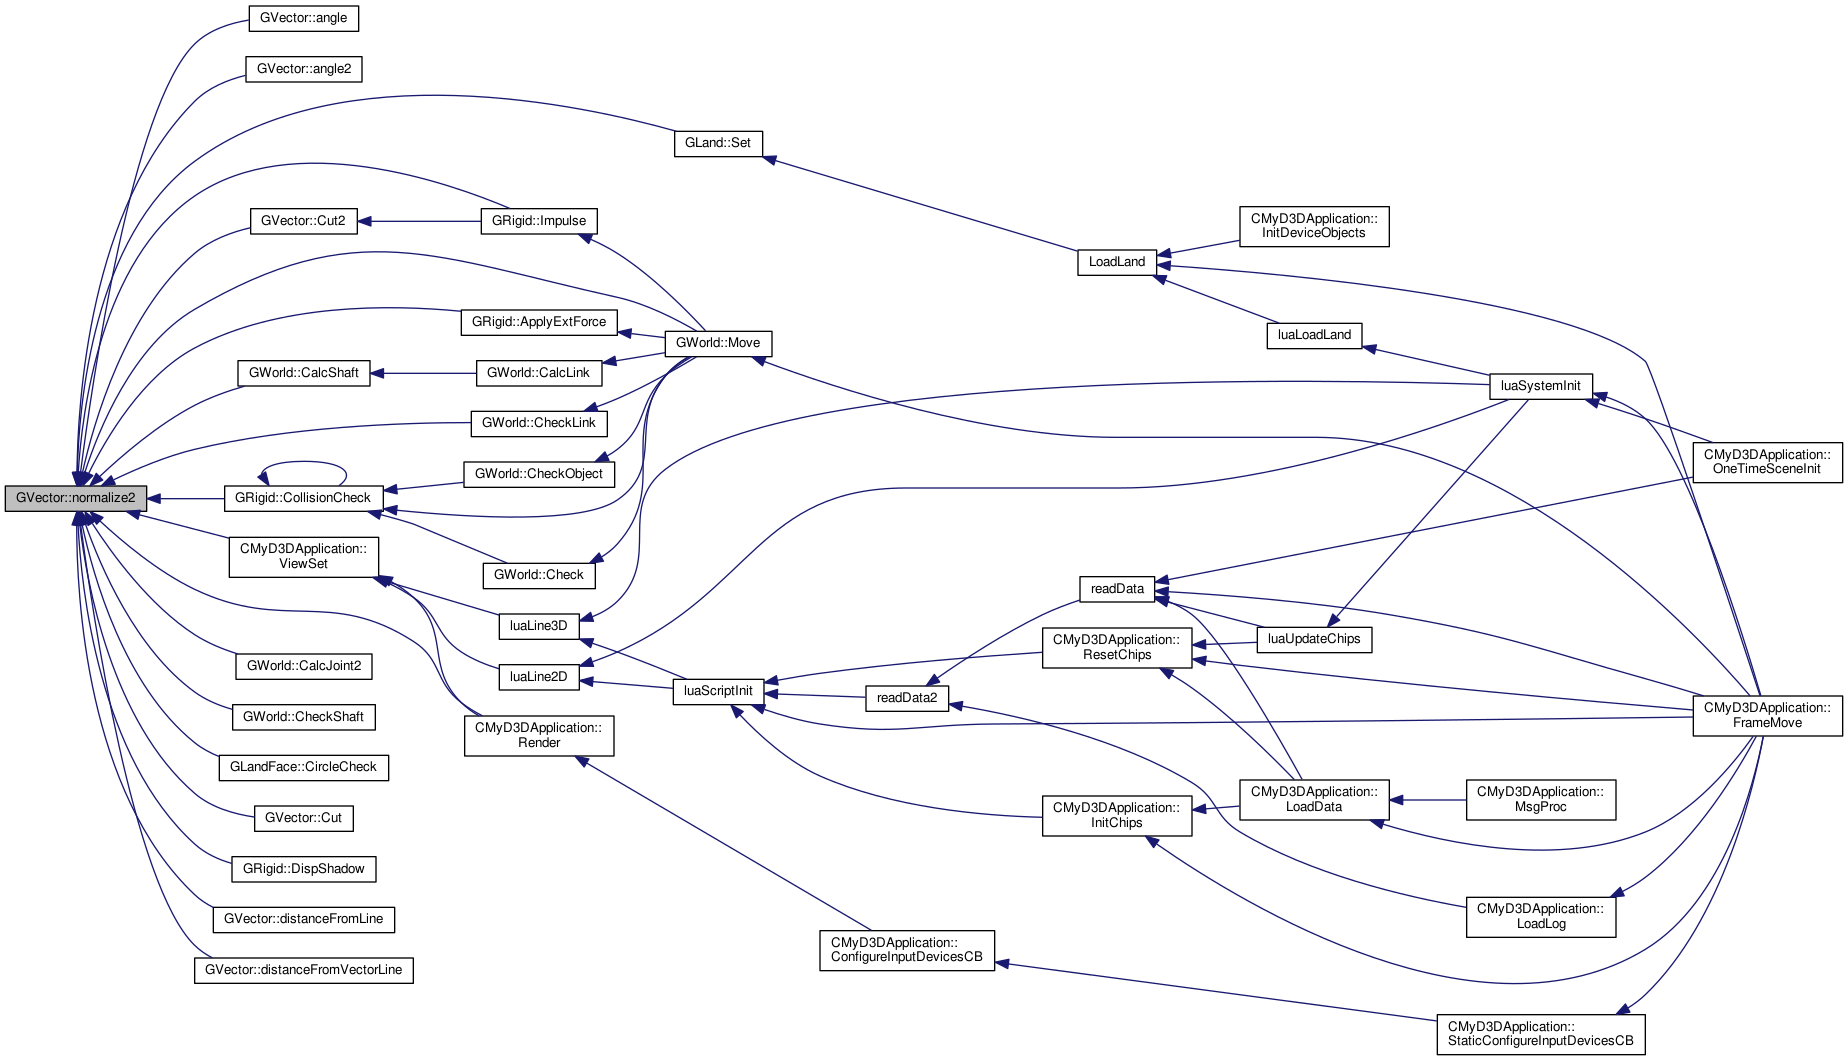 GVector::angle
GVector::angle2
GLand::Set
GVector::Cut2
GRigid::Impulse
CMyD3DApplication::
InitDeviceObjects
LoadLand
GRigid::ApplyExtForce
luaLoadLand
GWorld::Move
GWorld::CalcShaft
GWorld::CalcLink
luaSystemInit
GWorld::CheckLink
CMyD3DApplication::
OneTimeSceneInit
GWorld::CheckObject
GVector::normalize2
GRigid::CollisionCheck
CMyD3DApplication::
ViewSet
GWorld::Check
readData
luaLine3D
luaUpdateChips
CMyD3DApplication::
ResetChips
GWorld::CalcJoint2
luaLine2D
luaScriptInit
readData2
GWorld::CheckShaft
CMyD3DApplication::
FrameMove
CMyD3DApplication::
Render
GLandFace::CircleCheck
CMyD3DApplication::
LoadData
CMyD3DApplication::
MsgProc
CMyD3DApplication::
InitChips
GVector::Cut
GRigid::DispShadow
GVector::distanceFromLine
CMyD3DApplication::
LoadLog
CMyD3DApplication::
ConfigureInputDevicesCB
GVector::distanceFromVectorLine
CMyD3DApplication::
StaticConfigureInputDevicesCB